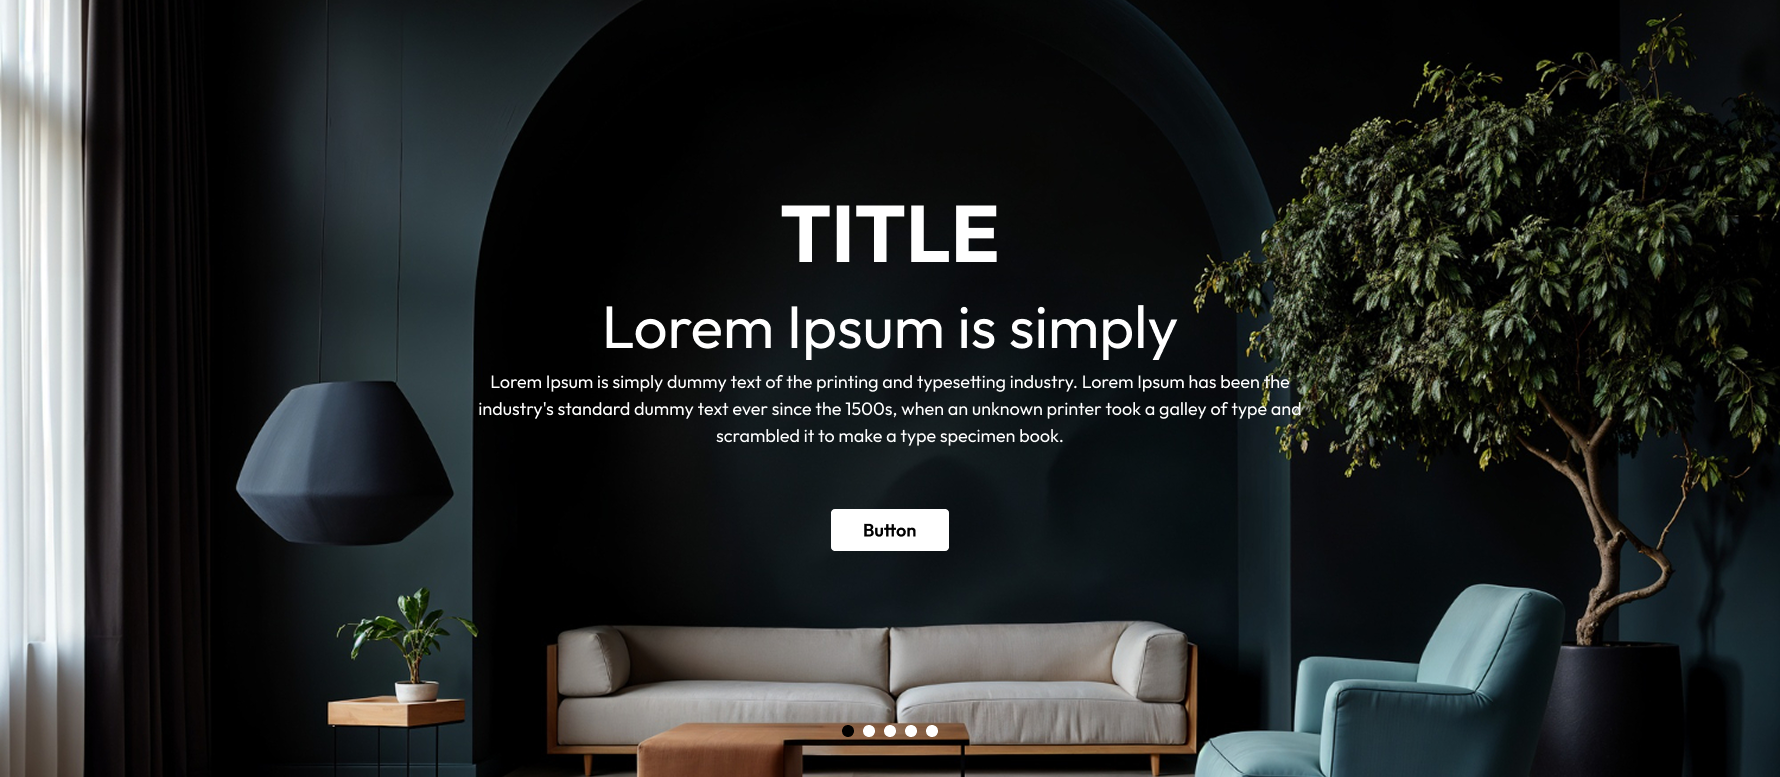 TITLE
Lorem Ipsum is simply
Lorem Ipsum is simply dummy text of the printing and typesetting industry. Lorem Ipsum has been the
industry's standard dummy text ever since the 1500s, when an unknown printer took a galley of type and
scrambled it to make a type specimen book.
Button